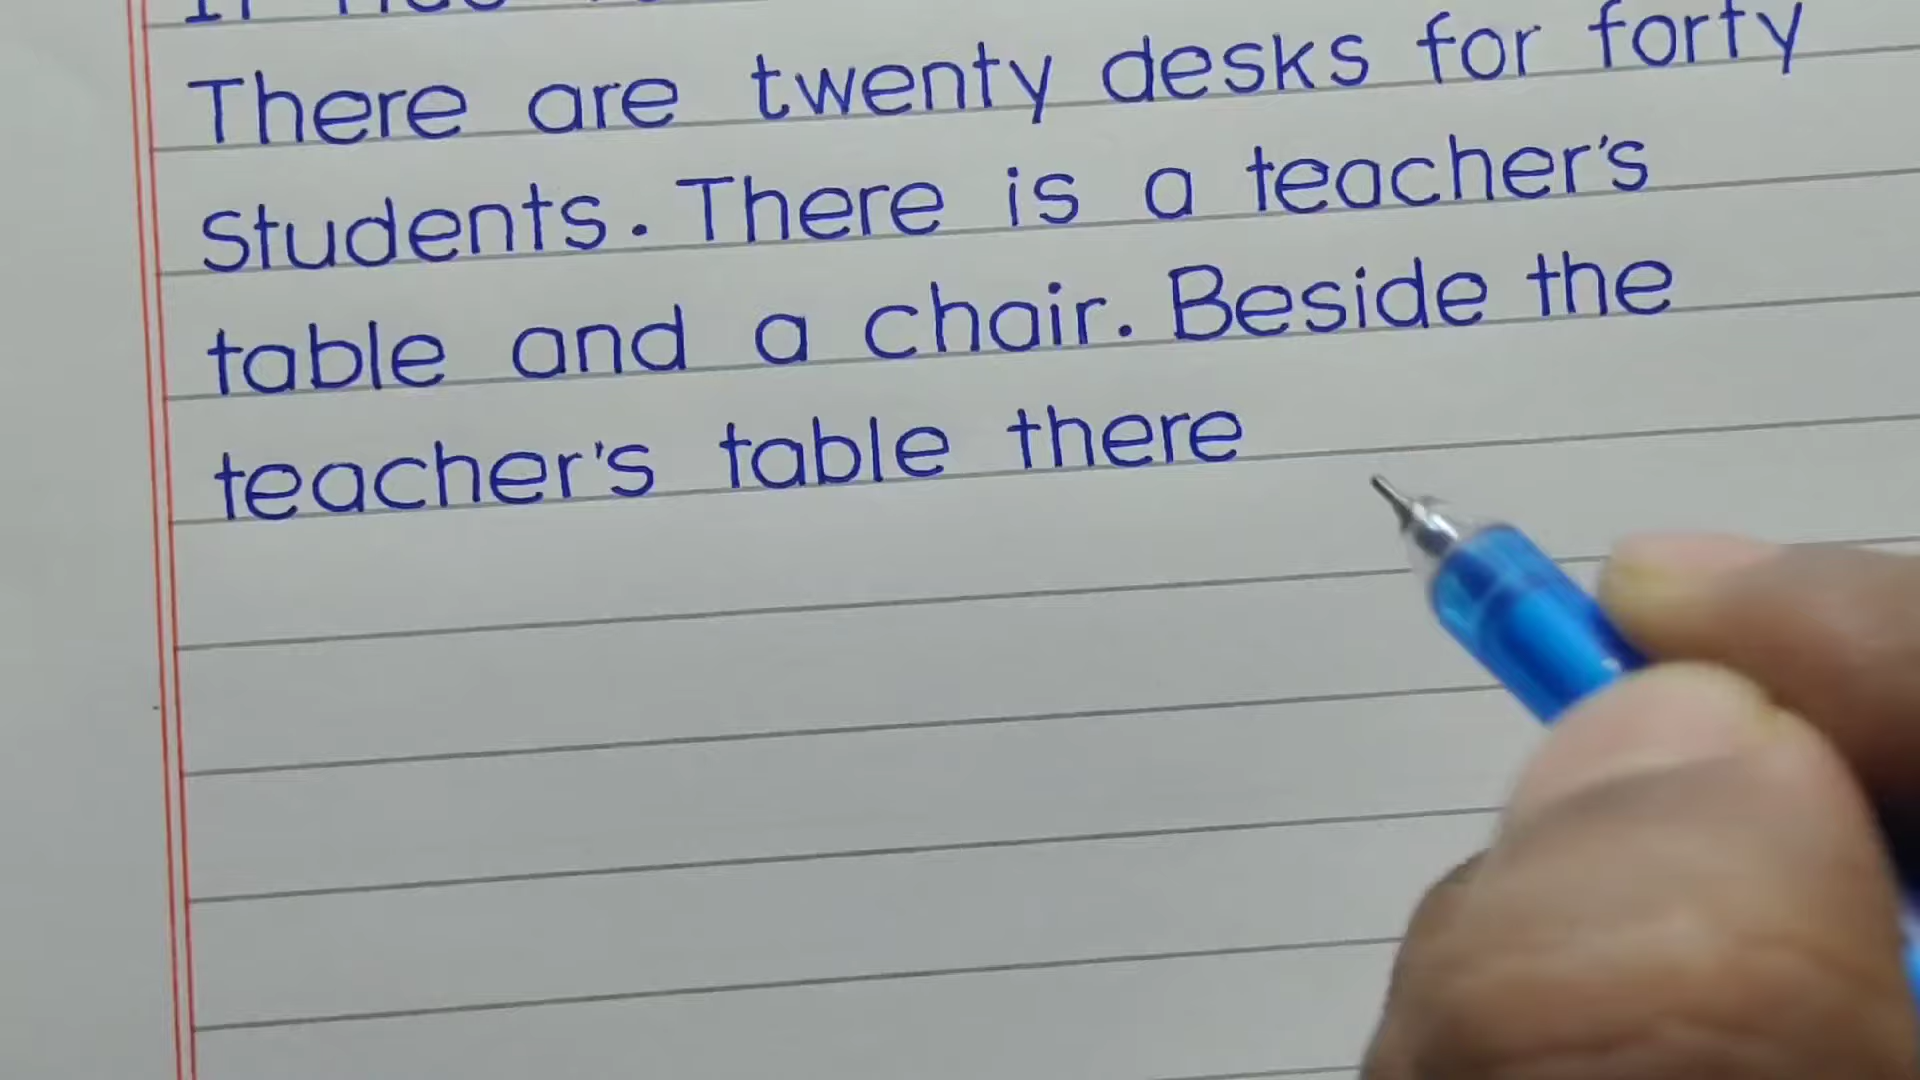 There are twenty desks for forty
Students. There is a teacher's
table and a chair. Beside the
teacher's table there